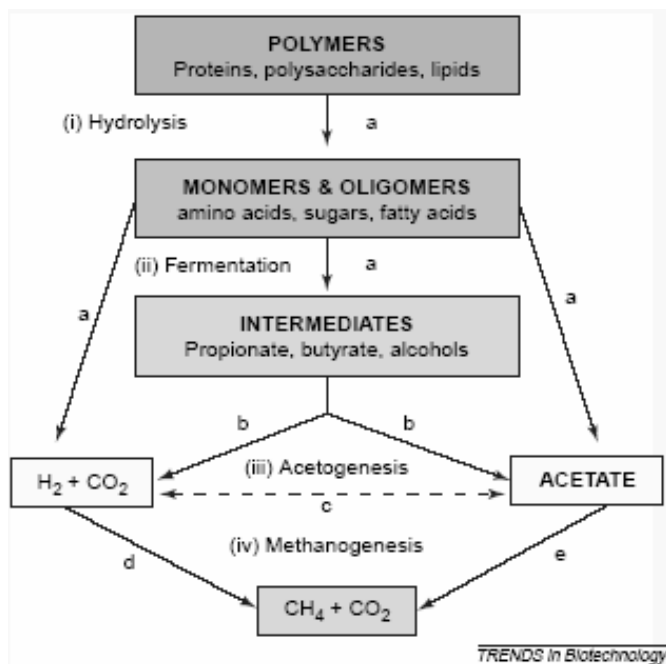 POLYMERS
Proteins, polysaccharides, lipids
(i) Hydrolysis
a
MONOMERS & OLIGOMERS
amino acids, sugars, fatty acids
(ii) Fermentation
a
a
a
INTERMEDIATES
Propionate, butyrate, alcohols
b
b
(iii) Acetogenesis
H₂ + CO₂
ACETATE
c
(iv) Methanogenesis
d
e
CH₄ + CO₂
TRENDS in Biotechnology